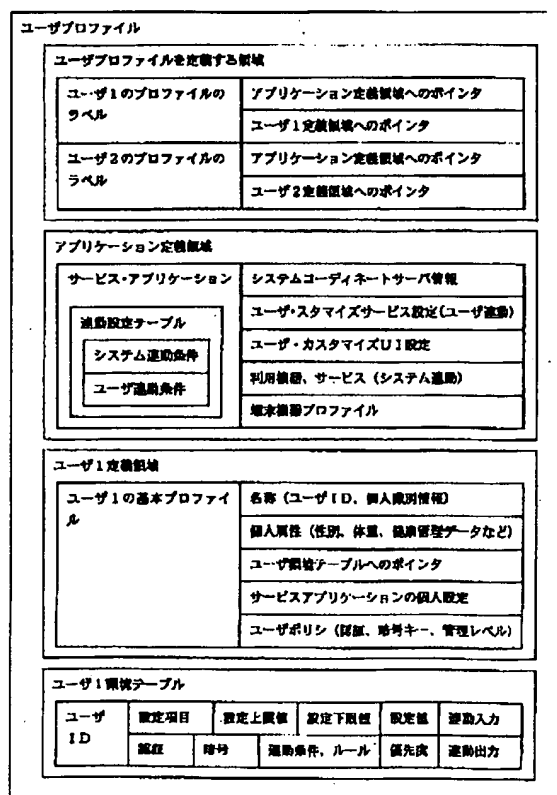 ユーザプロファイル
ユーザプロファイルを定義する領域
ユーザ1のプロファイルの
ラベル
アプリケーション定義領域へのポインタ
ユーザ1定義領域へのポインタ
ユーザ2のプロファイルの
ラベル
アプリケーション定義領域へのポインタ
ユーザ2定義領域へのポインタ
アプリケーション定義領域
サービス・アプリケーション
連動設定テーブル
システム連動条件
ユーザ連動条件
システムコーディネートサーバ情報
ユーザ・スタマイズサービス設定(ユーザ連動)
ユーザ・カスタマイズUI設定
利用機器、サービス(システム連動)
端末機器プロファイル
ユーザ1定義領域
ユーザ1の基本プロファイ
ル
名称(ユーザID、個人識別情報)
個人属性(性別、体重、健康管理データなど)
ユーザ環境テーブルへのポインタ
サービスアプリケーションの個人設定
ユーザポリシ(認証、暗号キー、管理レベル)
ユーザ1環境テーブル
ユーザ
ID
設定項目 設定上限値 設定下限値 設定値 連動入力
認証 暗号 連動条件、ルール 優先度 連動出力